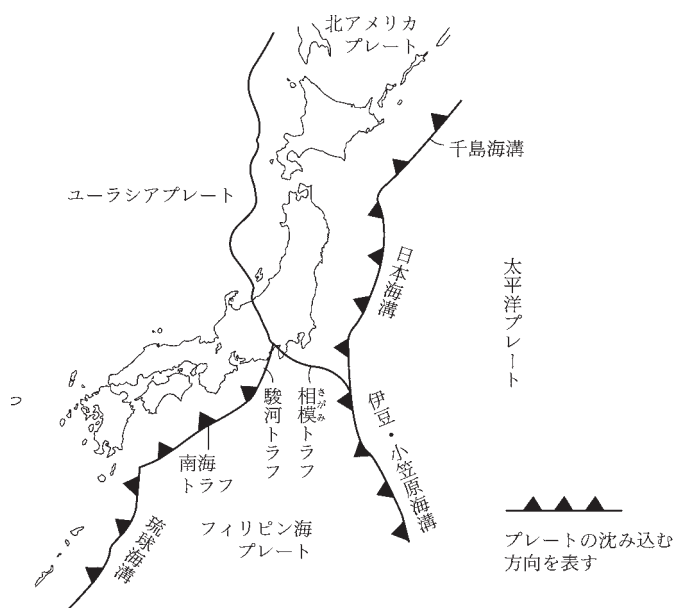 北アメリカ
プレート
千島海溝
ユーラシアプレート
日本海溝
太平洋プレート
駿河トラフ
相模トラフ
さがみ
伊豆・小笠原海溝
南海
トラフ
琉球海溝
フィリピン海
プレート
プレートの沈み込む
方向を表す